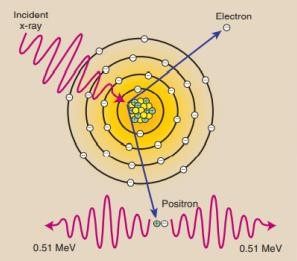 Incident
x-ray
Electron
Positron
0.51 MeV
0.51 MeV